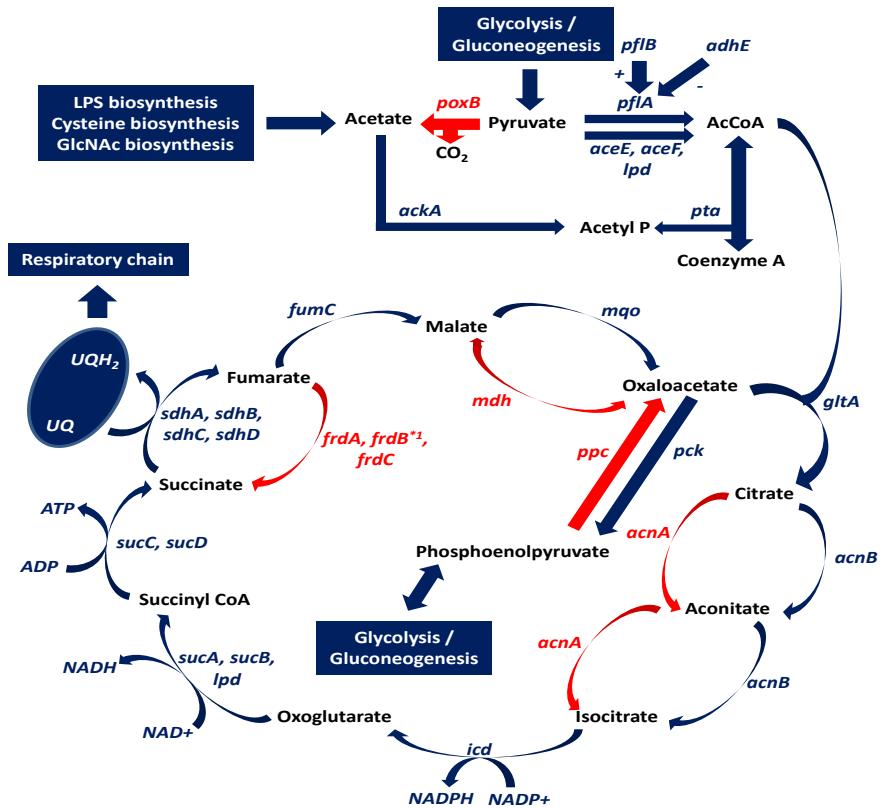 Glycolysis /
Gluconeogenesis
pflB
adhE
+
-
LPS biosynthesis
Cysteine biosynthesis
GlcNAc biosynthesis
Acetate
poxB
CO2
Pyruvate
pflA
aceE, aceF,
lpd
AcCoA
ackA
Acetyl P
pta
Coenzyme A
Respiratory chain
UQH2
UQ
fumC
Malate
mqo
Fumarate
mdh
Oxaloacetate
gltA
sdhA, sdhB,
sdhC, sdhD
frdA, frdB*1,
frdC
ppc
pck
Succinate
Citrate
ATP
ADP
sucC, sucD
acnA
acnB
Phosphoenolpyruvate
Succinyl CoA
Aconitate
Glycolysis /
Gluconeogenesis
acnA
acnB
sucA, sucB,
lpd
NADH
NAD+
Oxoglutarate
Isocitrate
icd
NADPH
NADP+